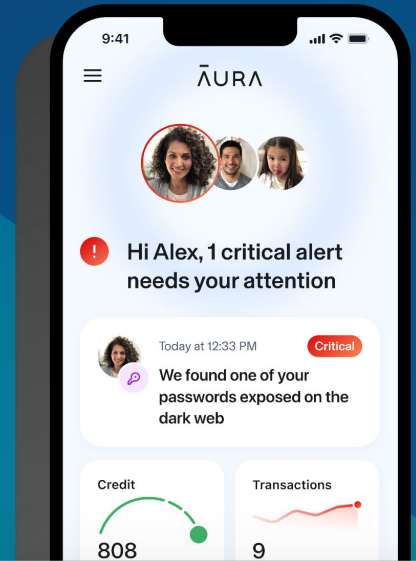 9:41
ĀURA
Hi Alex, 1 critical alert
needs your attention
Today at 12:33 PM
Critical
We found one of your
passwords exposed on the
dark web
Credit
Transactions
808
9